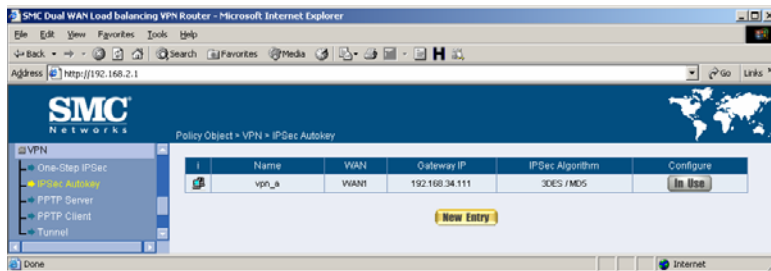 SMC Dual WAN Load balancing VPN Router - Microsoft Internet Explorer
File Edit View Favorites Tools Help
Back Search Favorites Media
Address http://192.168.2.1 Go Links
SMC
Networks
Policy Object > VPN > IPSec Autokey
VPN
One-Step IPSec
IPSec Autokey
PPTP Server
PPTP Client
Tunnel
i Name WAN Gateway IP IPSec Algorithm Configure
vpn_a WAN1 192.168.34.111 3DES / MD5 In Use
New Entry
Done Internet